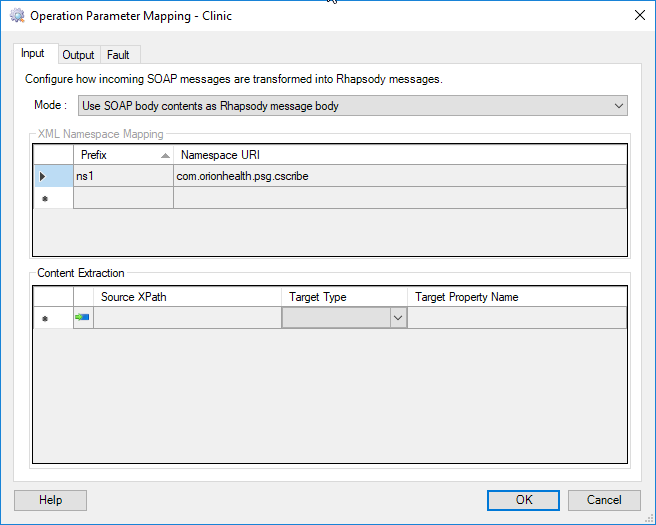 Operation Parameter Mapping - Clinic
Input Output Fault
Configure how incoming SOAP messages are transformed into Rhapsody messages.
Mode : Use SOAP body contents as Rhapsody message body
XML Namespace Mapping
Prefix Namespace URI
ns1 com.orionhealth.psg.cscribe
Content Extraction
Source XPath Target Type Target Property Name
Help OK Cancel